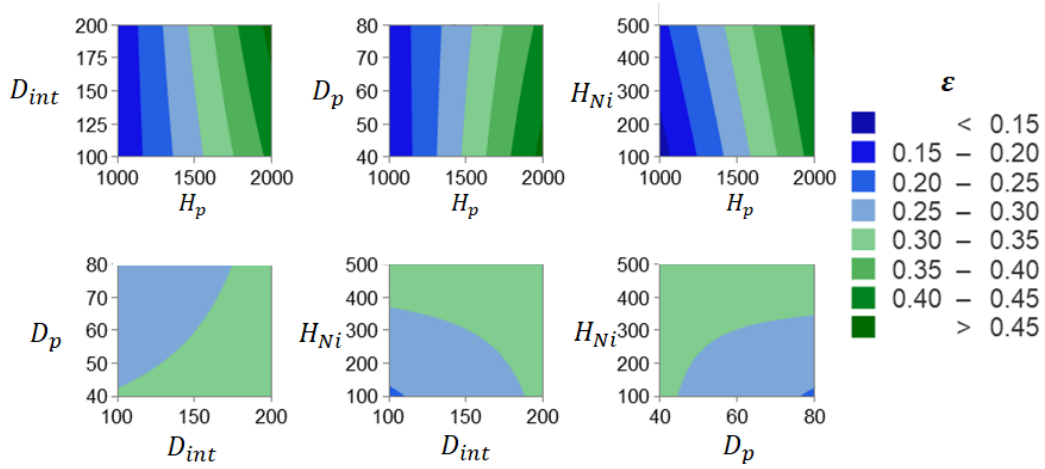 200
175
150
125
100
D_int
1000 1500 2000
H_p
80
70
60
50
40
D_p
1000 1500 2000
H_p
500
400
300
200
100
H_Ni
1000 1500 2000
H_p
80
70
60
50
40
D_p
100 150 200
D_int
500
400
300
200
100
H_Ni
100 150 200
D_int
500
400
300
200
100
H_Ni
40 60 80
D_p
ε
< 0.15
0.15 – 0.20
0.20 – 0.25
0.25 – 0.30
0.30 – 0.35
0.35 – 0.40
0.40 – 0.45
> 0.45